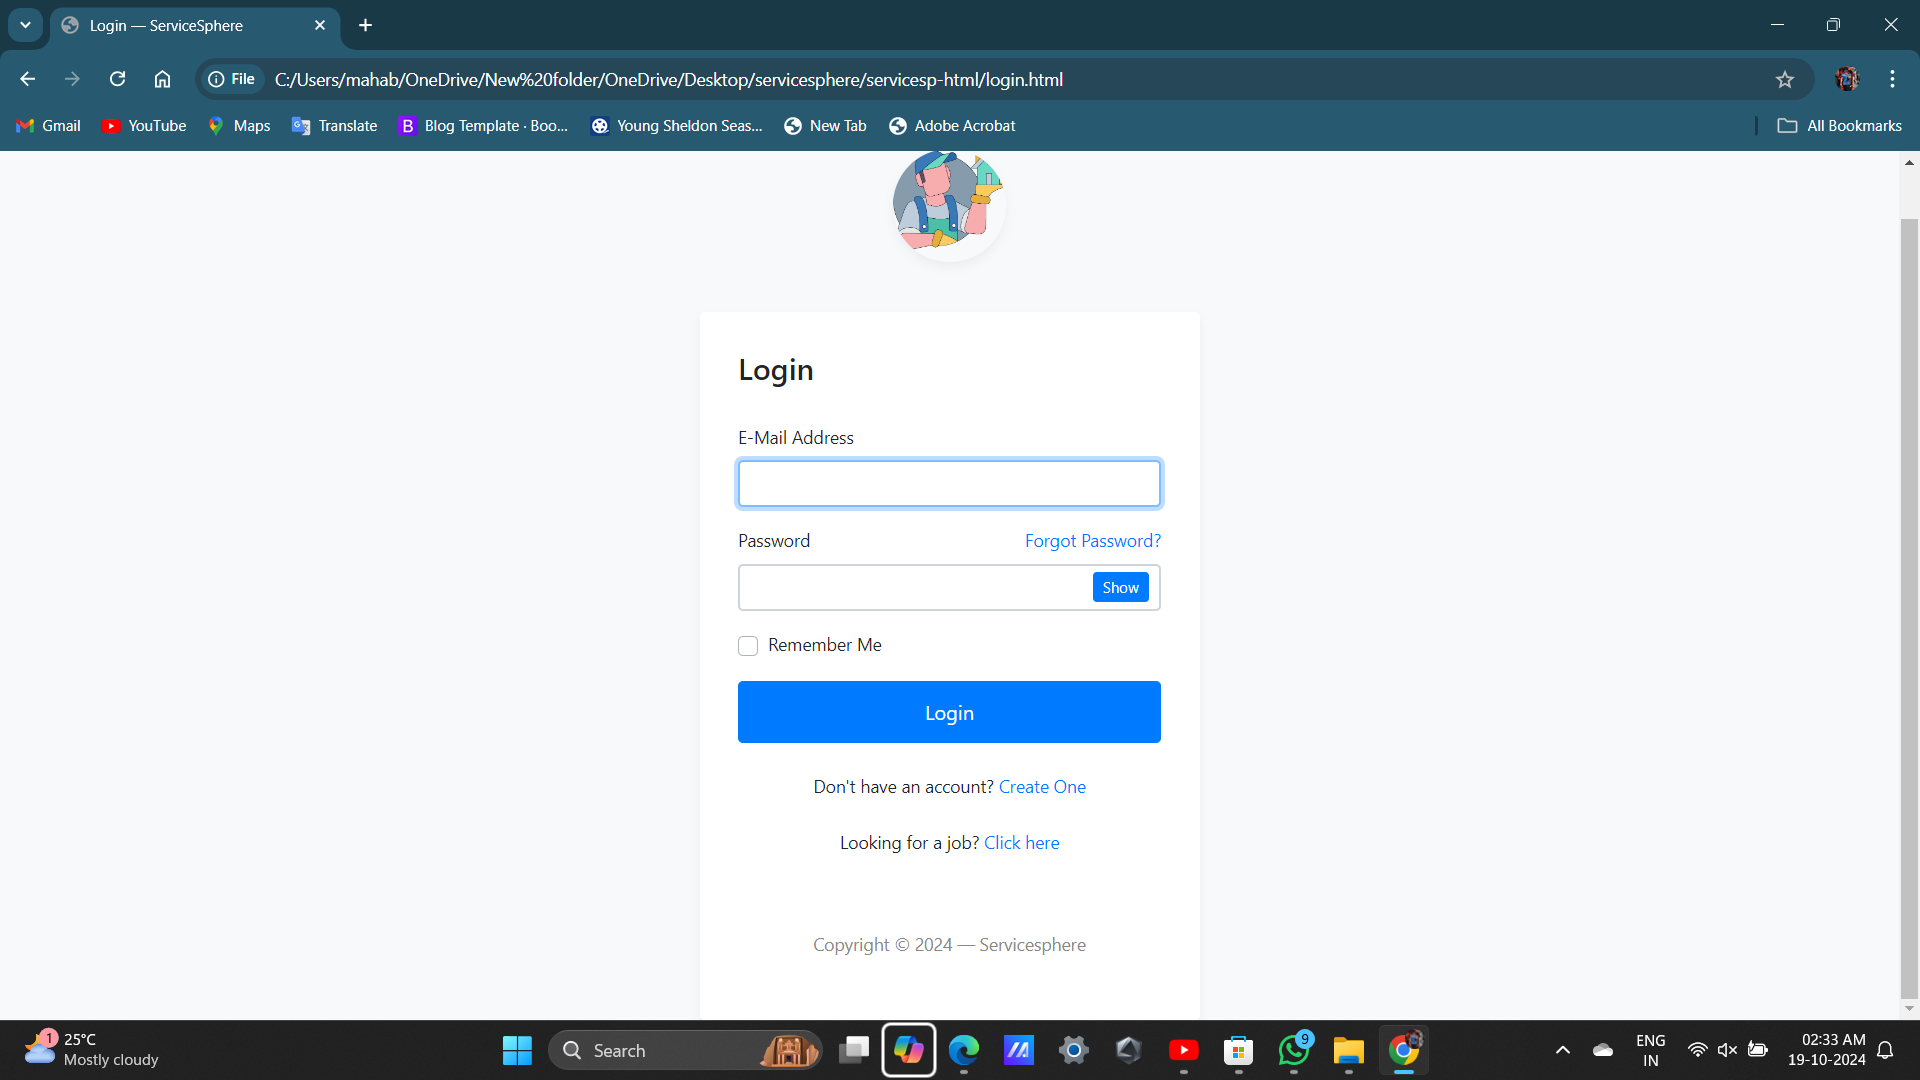 Login — ServiceSphere
File C:/Users/mahab/OneDrive/New%20folder/OneDrive/Desktop/servicesphere/servicesp-html/login.html
Gmail YouTube Maps Translate B Blog Template · Boo... Young Sheldon Seas... New Tab Adobe Acrobat All Bookmarks
Login
E-Mail Address
Password Forgot Password?
Show
Remember Me
Login
Don't have an account? Create One
Looking for a job? Click here
Copyright © 2024 — Servicesphere
1 25°C
Mostly cloudy
Search
9
ENG
IN
02:33 AM
19-10-2024